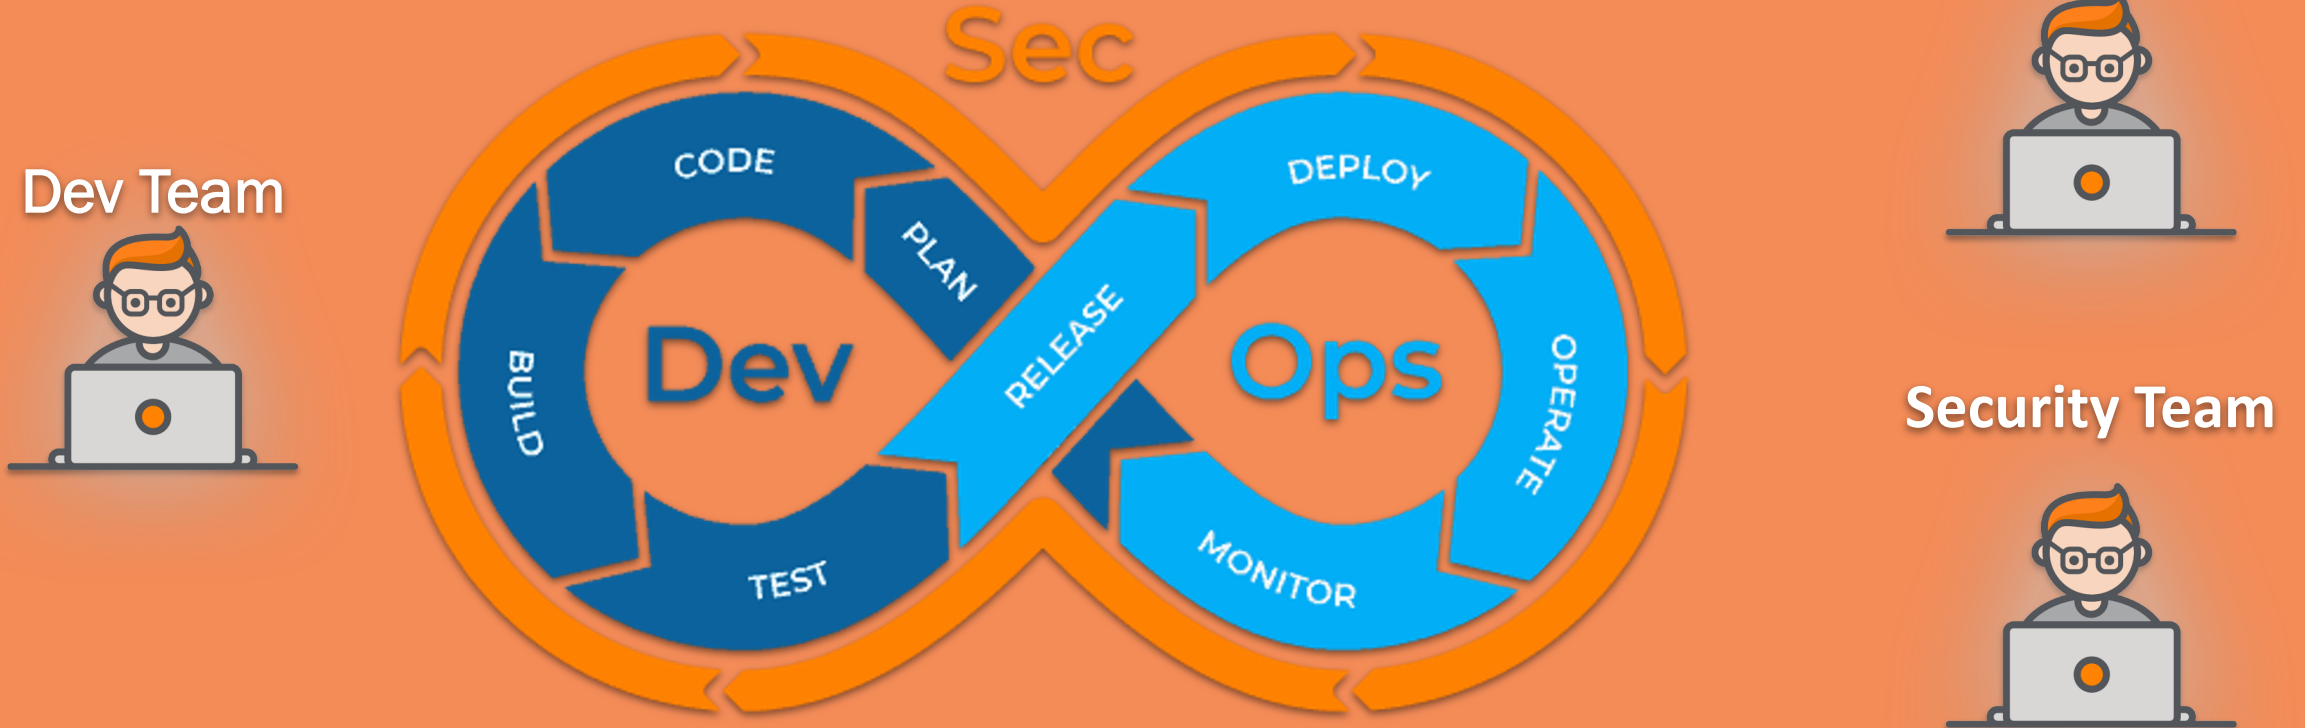 Sec
Dev Team
CODE
PLAN
BUILD
TEST
Dev
RELEASE
DEPLOY
Ops
OPERATE
MONITOR
Security Team